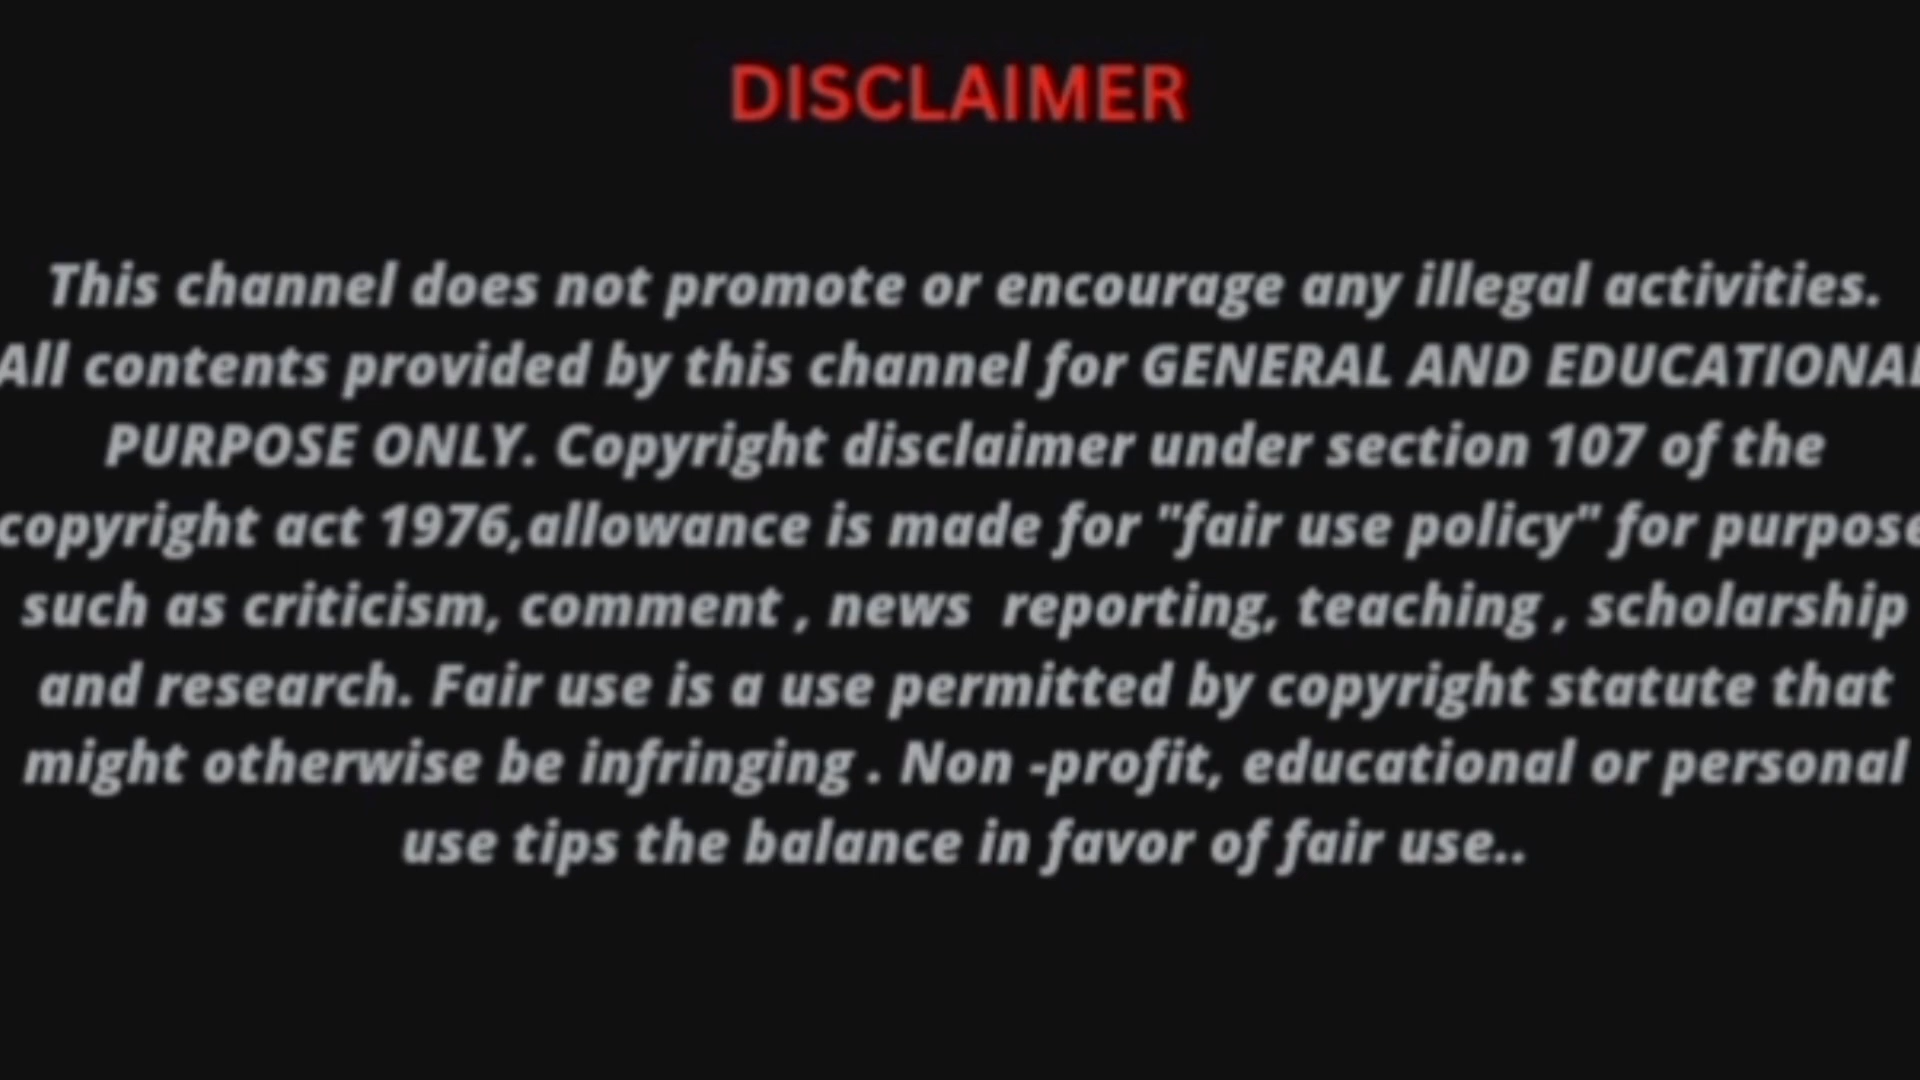 DISCLAIMER
This channel does not promote or encourage any illegal activities.
All contents provided by this channel for GENERAL AND EDUCATIONAL
PURPOSE ONLY. Copyright disclaimer under section 107 of the
copyright act 1976,allowance is made for "fair use policy" for purpose
such as criticism, comment , news  reporting, teaching , scholarship
and research. Fair use is a use permitted by copyright statute that
might otherwise be infringing . Non -profit, educational or personal
use tips the balance in favor of fair use..